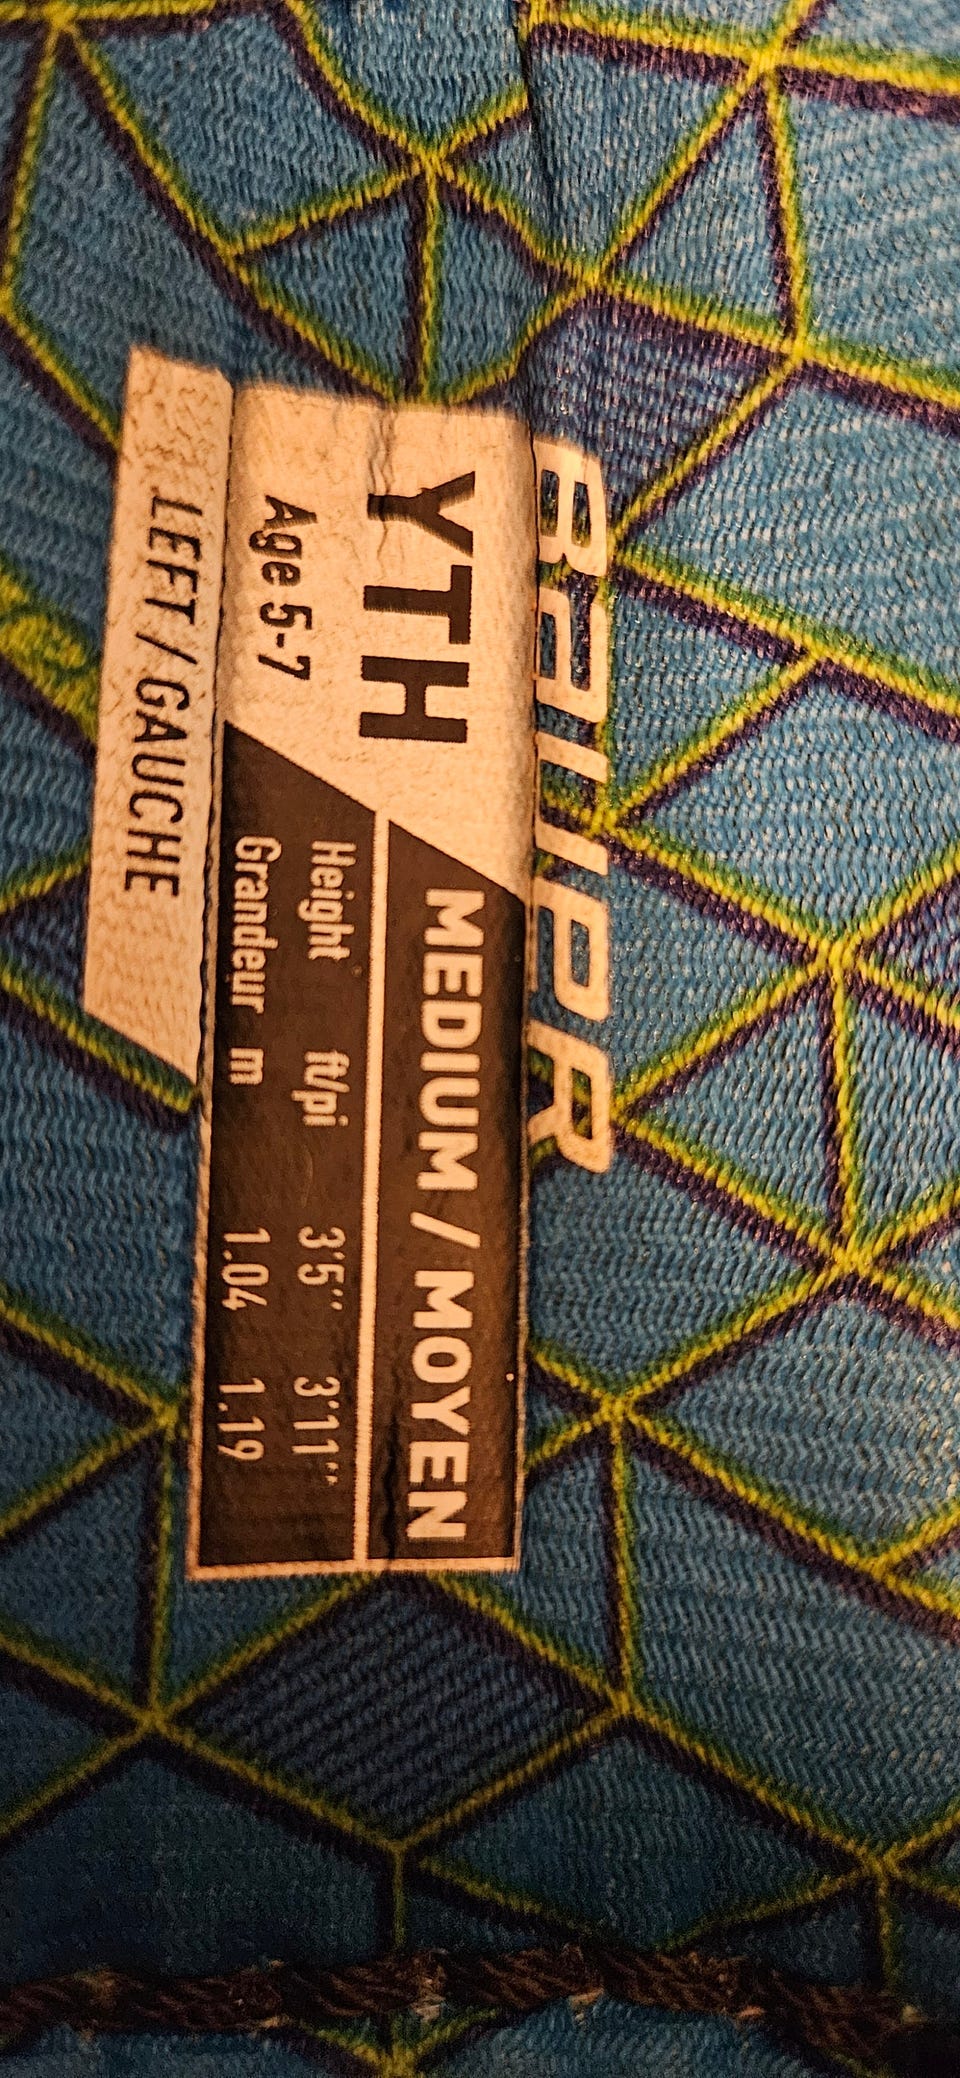 BAUER
YTH MEDIUM / MOYEN
Age 5-7 Height ft/pi 3'5'' 3'11''
Grandeur m 1.04 1.19
LEFT / GAUCHE